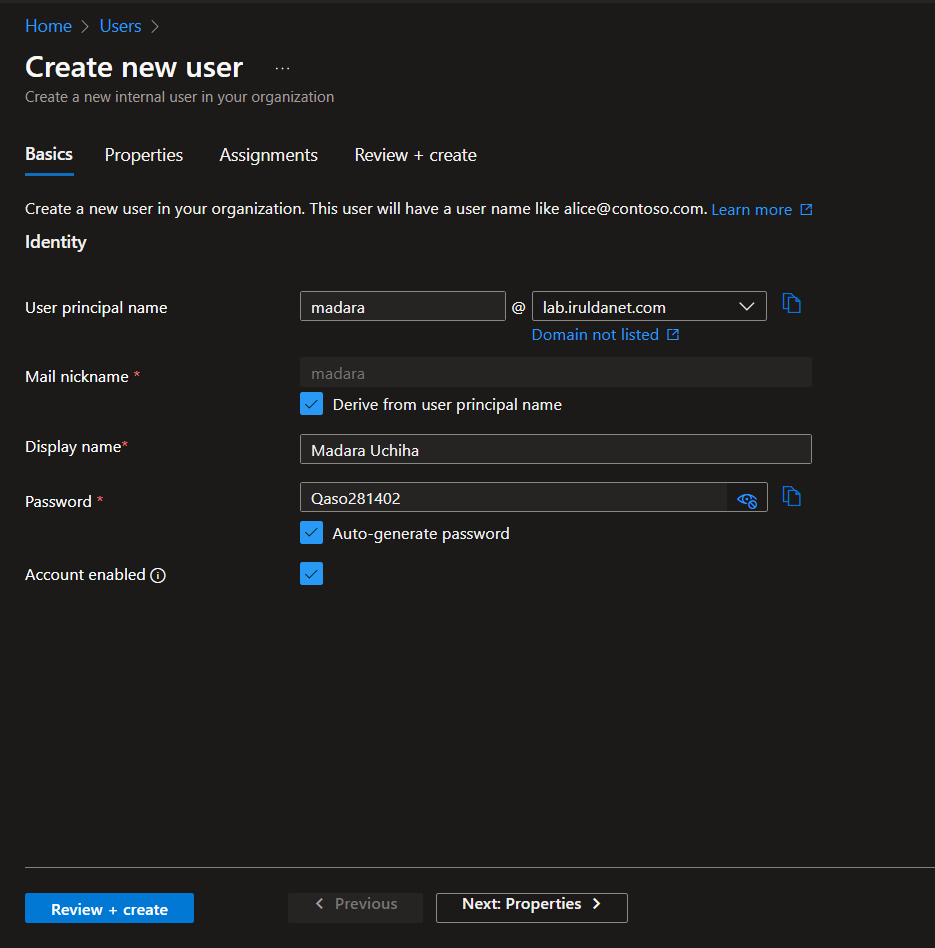 Home > Users >
Create new user ...
Create a new internal user in your organization
Basics Properties Assignments Review + create
Create a new user in your organization. This user will have a user name like alice@contoso.com. Learn more
Identity
User principal name madara @ lab.iruldanet.com
Domain not listed
Mail nickname * madara
Derive from user principal name
Display name* Madara Uchiha
Password * Qaso281402
Auto-generate password
Account enabled
Review + create < Previous Next: Properties >